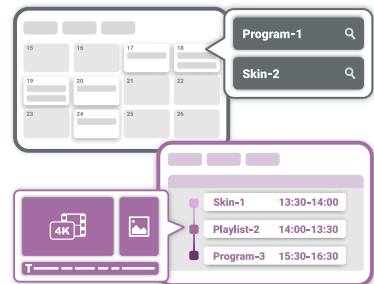 Program-1
15 16 17 18
Skin-2
19 20 21 22
23 24 25 26
Skin-1 13:30-14:00
4K
Playlist-2 14:00-13:30
Program-3 15:30-16:30
T